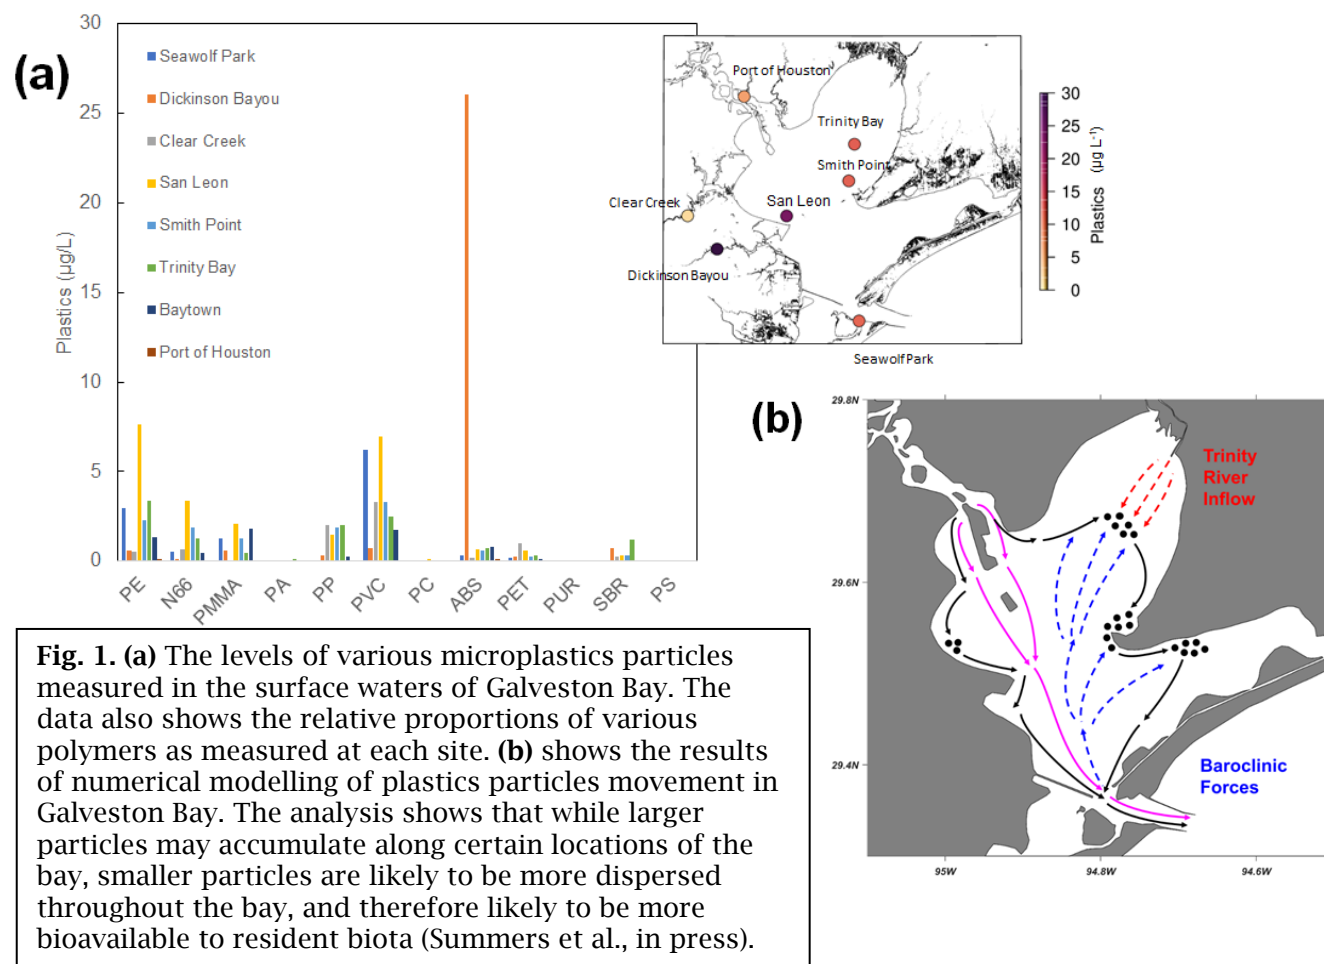 (a)
30
25
20
15
10
5
0
Plastics (µg/L)
Seawolf Park
Dickinson Bayou
Clear Creek
San Leon
Smith Point
Trinity Bay
Baytown
Port of Houston
PE
N66
PMMA
PA
PP
PVC
PC
ABS
PET
PUR
SBR
PS
Port of Houston
Trinity Bay
Smith Point
San Leon
Clear Creek
Dickinson Bayou
Seawolf Park
30
25
20
15
10
5
0
Plastics (µg L⁻¹)
(b)
29.8N
29.6N
29.4N
95W
94.8W
94.6W
Trinity
River
Inflow
Baroclinic
Forces
Fig. 1. (a) The levels of various microplastics particles
measured in the surface waters of Galveston Bay. The
data also shows the relative proportions of various
polymers as measured at each site. (b) shows the results
of numerical modelling of plastics particles movement in
Galveston Bay. The analysis shows that while larger
particles may accumulate along certain locations of the
bay, smaller particles are likely to be more dispersed
throughout the bay, and therefore likely to be more
bioavailable to resident biota (Summers et al., in press).